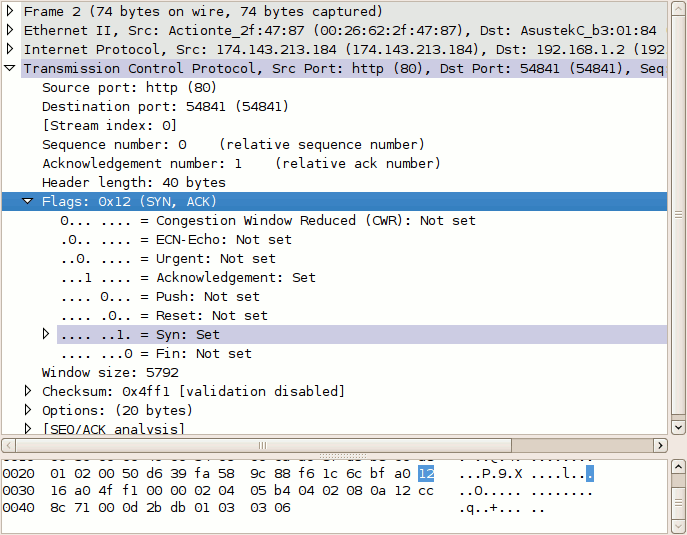 Frame 2 (74 bytes on wire, 74 bytes captured)
Ethernet II, Src: Actionte_2f:47:87 (00:26:62:2f:47:87), Dst: AsustekC_b3:01:84
Internet Protocol, Src: 174.143.213.184 (174.143.213.184), Dst: 192.168.1.2 (192
Transmission Control Protocol, Src Port: http (80), Dst Port: 54841 (54841), Seq
Source port: http (80)
Destination port: 54841 (54841)
[Stream index: 0]
Sequence number: 0    (relative sequence number)
Acknowledgement number: 1    (relative ack number)
Header length: 40 bytes
Flags: 0x12 (SYN, ACK)
0... .... = Congestion Window Reduced (CWR): Not set
.0.. .... = ECN-Echo: Not set
..0. .... = Urgent: Not set
...1 .... = Acknowledgement: Set
.... 0... = Push: Not set
.... .0.. = Reset: Not set
.... ..1. = Syn: Set
.... ...0 = Fin: Not set
Window size: 5792
Checksum: 0x4ff1 [validation disabled]
Options: (20 bytes)
[SEQ/ACK analysis]
0020 01 02 00 50 d6 39 fa 58 9c 88 f6 1c 6c bf a0 12 ...P.9.X ....l...
0030 16 a0 4f f1 00 00 02 04 05 b4 04 02 08 0a 12 cc ..O..... ........
0040 8c 71 00 0d 2b db 01 03 03 06 .q..+... ..